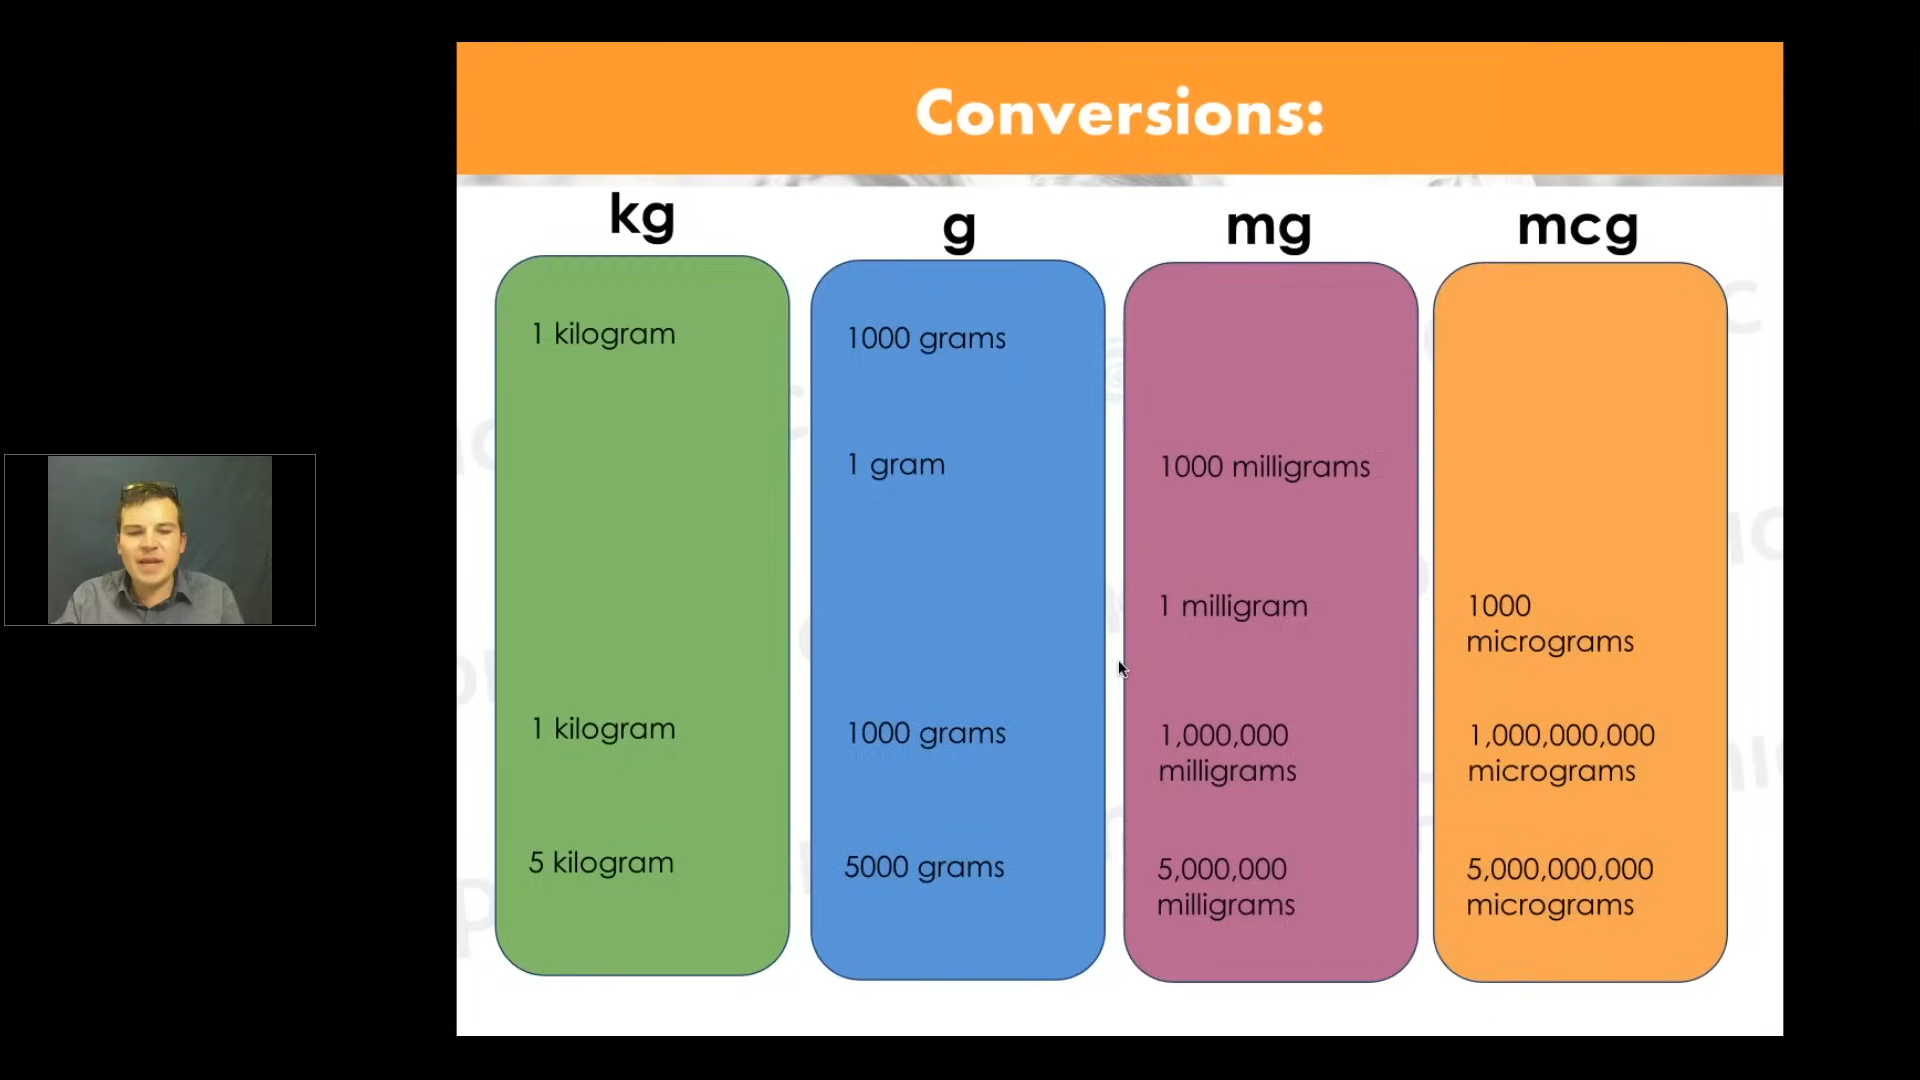 Conversions:
kg
g
mg
mcg
1 kilogram
1000 grams
1 gram
1000 milligrams
1 milligram
1000
micrograms
1 kilogram
1000 grams
1,000,000
milligrams
1,000,000,000
micrograms
5 kilogram
5000 grams
5,000,000
milligrams
5,000,000,000
micrograms